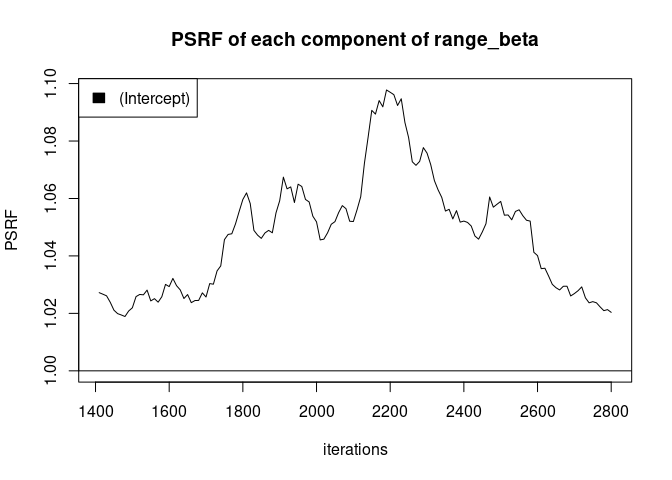 PSRF of each component of range_beta
(Intercept)
PSRF
1.10
1.08
1.06
1.04
1.02
1.00
1400 1600 1800 2000 2200 2400 2600 2800
iterations